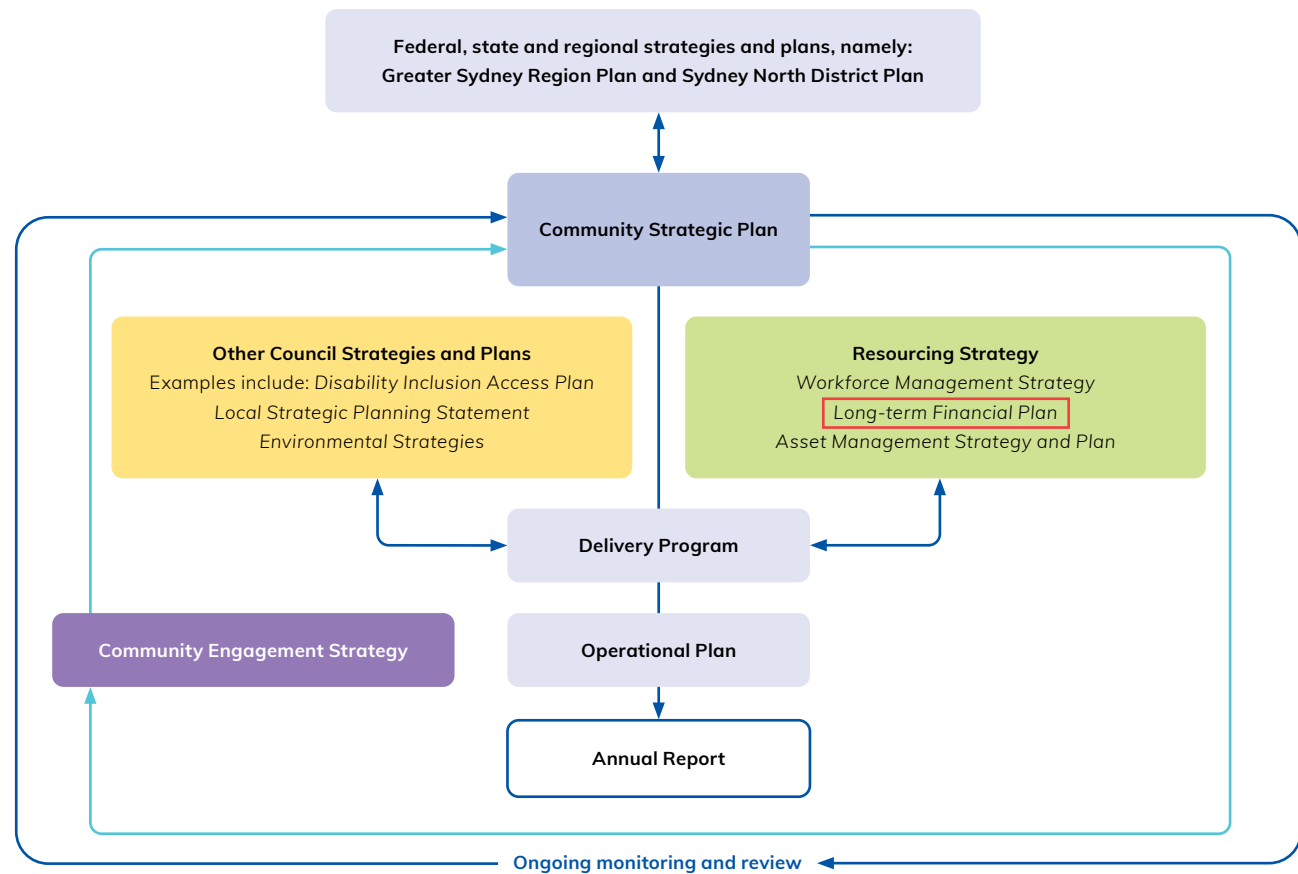 Federal, state and regional strategies and plans, namely:
Greater Sydney Region Plan and Sydney North District Plan
Community Strategic Plan
Other Council Strategies and Plans
Examples include: Disability Inclusion Access Plan
Local Strategic Planning Statement
Environmental Strategies
Resourcing Strategy
Workforce Management Strategy
Long-term Financial Plan
Asset Management Strategy and Plan
Delivery Program
Community Engagement Strategy
Operational Plan
Annual Report
Ongoing monitoring and review